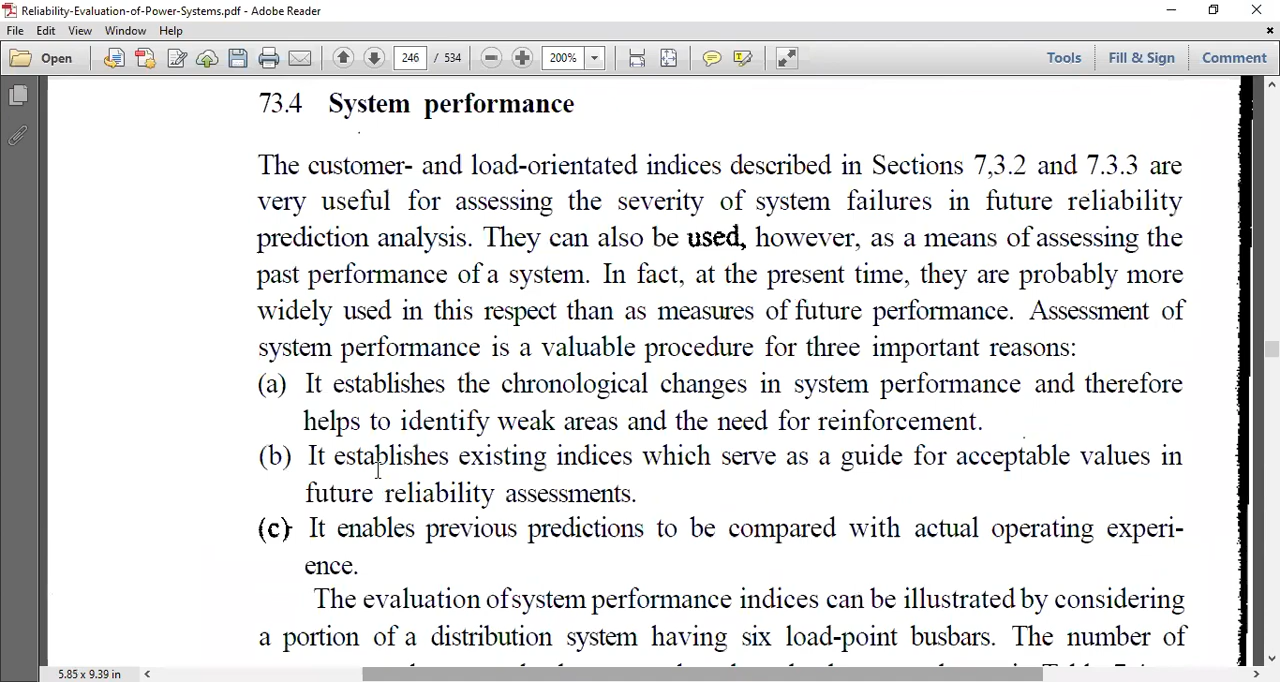 Reliability-Evaluation-of-Power-Systems.pdf - Adobe Reader
File Edit View Window Help
Open 246 / 534 200% Tools Fill & Sign Comment
73.4 System performance
The customer- and load-orientated indices described in Sections 7,3.2 and 7.3.3 are
very useful for assessing the severity of system failures in future reliability
prediction analysis. They can also be used, however, as a means of assessing the
past performance of a system. In fact, at the present time, they are probably more
widely used in this respect than as measures of future performance. Assessment of
system performance is a valuable procedure for three important reasons:
(a) It establishes the chronological changes in system performance and therefore
helps to identify weak areas and the need for reinforcement.
(b) It establishes existing indices which serve as a guide for acceptable values in
future reliability assessments.
(c) It enables previous predictions to be compared with actual operating experi-
ence.
The evaluation of system performance indices can be illustrated by considering
a portion of a distribution system having six load-point busbars. The number of
5.85 x 9.39 in